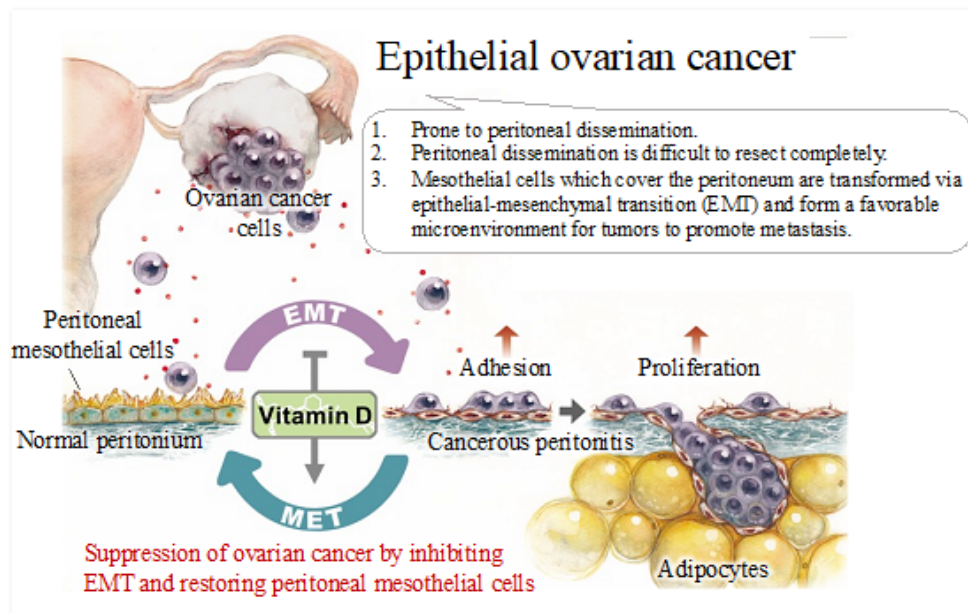 Epithelial ovarian cancer
1. Prone to peritoneal dissemination.
2. Peritoneal dissemination is difficult to resect completely.
3. Mesothelial cells which cover the peritoneum are transformed via
epithelial-mesenchymal transition (EMT) and form a favorable
microenvironment for tumors to promote metastasis.
Ovarian cancer
cells
Peritoneal
mesothelial cells
EMT
Adhesion
Proliferation
Vitamin D
Normal peritonium
Cancerous peritonitis
MET
Suppression of ovarian cancer by inhibiting
EMT and restoring peritoneal mesothelial cells
Adipocytes